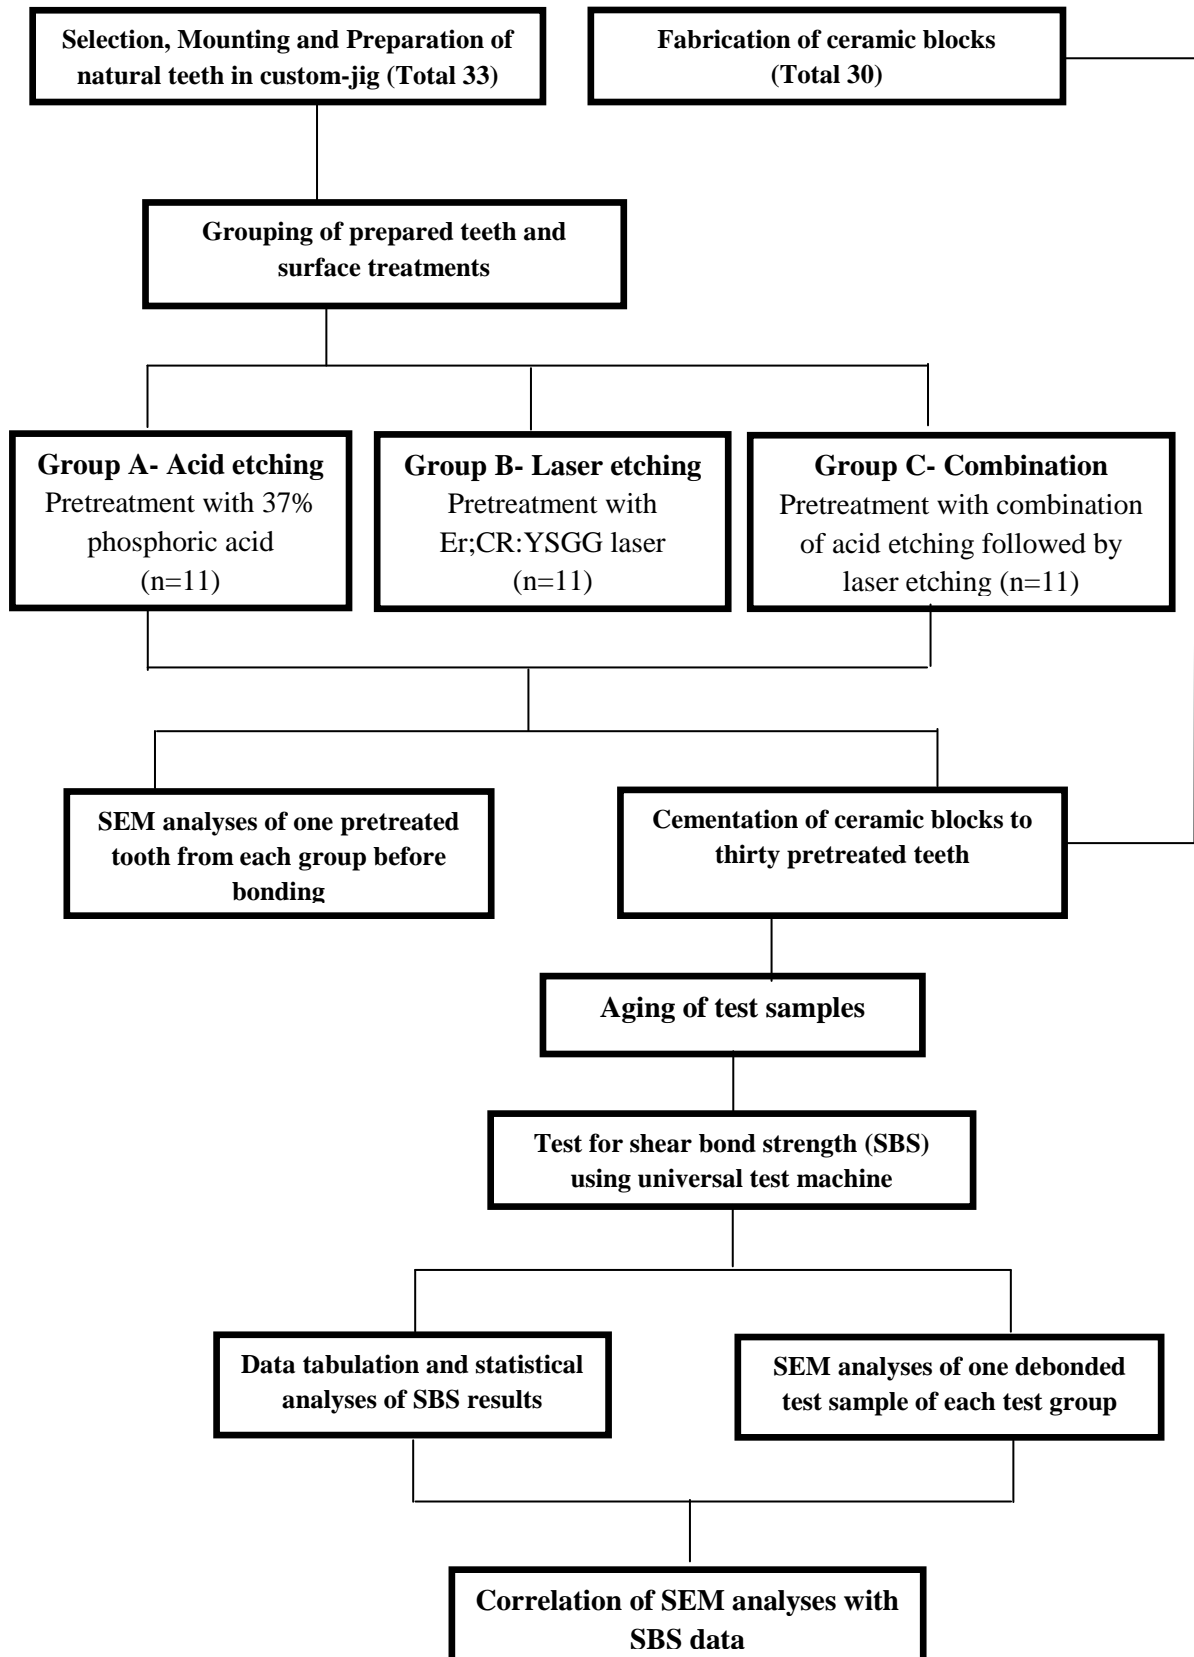 Selection, Mounting and Preparation of
natural teeth in custom-jig (Total 33)
Fabrication of ceramic blocks
(Total 30)
Grouping of prepared teeth and
surface treatments
Group A- Acid etching
Pretreatment with 37%
phosphoric acid
(n=11)
Group B- Laser etching
Pretreatment with
Er;CR:YSGG laser
(n=11)
Group C- Combination
Pretreatment with combination
of acid etching followed by
laser etching (n=11)
SEM analyses of one pretreated
tooth from each group before
bonding
Cementation of ceramic blocks to
thirty pretreated teeth
Aging of test samples
Test for shear bond strength (SBS)
using universal test machine
Data tabulation and statistical
analyses of SBS results
SEM analyses of one debonded
test sample of each test group
Correlation of SEM analyses with
SBS data